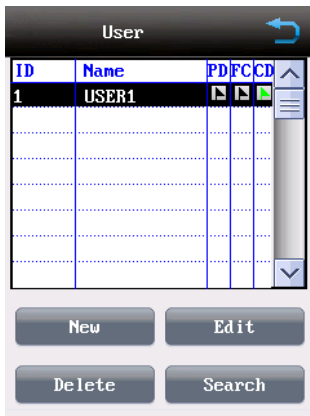 User
ID Name PD FC CD
1 USER1
New Edit
Delete Search